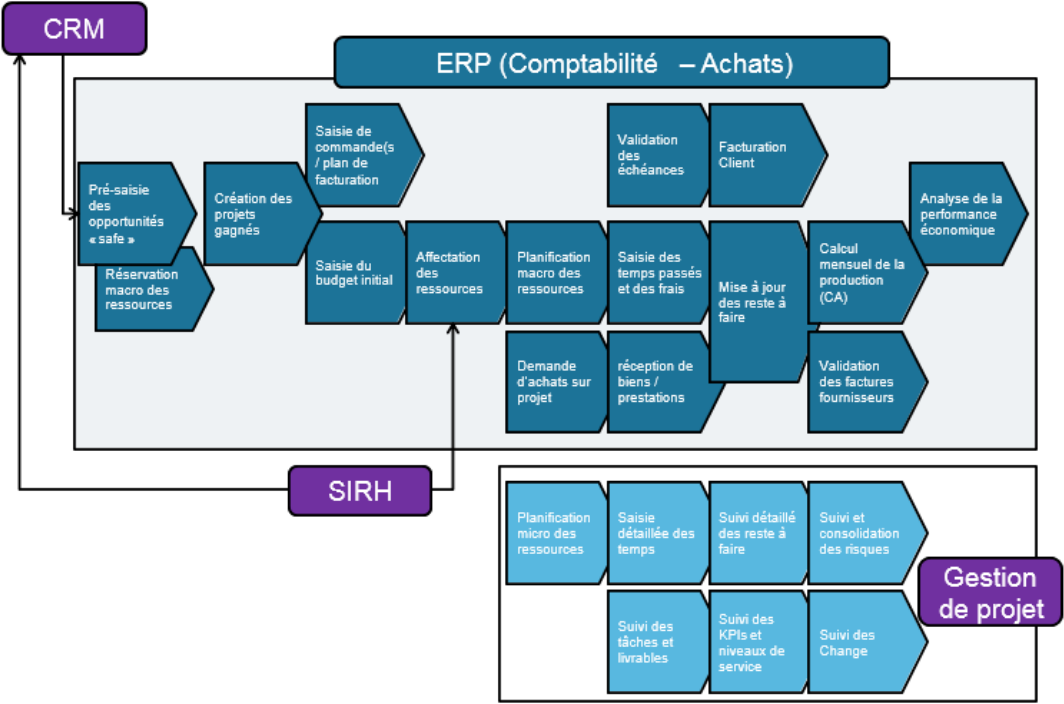 CRM
ERP (Comptabilité – Achats)
Saisie de
commande(s
/ plan de
facturation
Validation
des
échéances
Facturation
Client
Pré-saisie
des
opportunités
« safe »
Création des
projets
gagnés
Analyse de la
performance
économique
Réservation
macro des
ressources
Saisie du
budget initial
Affectation
des
ressources
Planification
macro des
ressources
Saisie des
temps passés
et des frais
Mise à jour
des reste à
faire
Calcul
mensuel de la
production
(CA)
Demande
d'achats sur
projet
réception de
biens /
prestations
Validation
des factures
fournisseurs
SIRH
Planification
micro des
ressources
Saisie
détaillée des
temps
Suivi détaillé
des reste à
faire
Suivi et
consolidation
des risques
Gestion
de projet
Suivi des
tâches et
livrables
Suivi des
KPIs et
niveaux de
service
Suivi des
Change